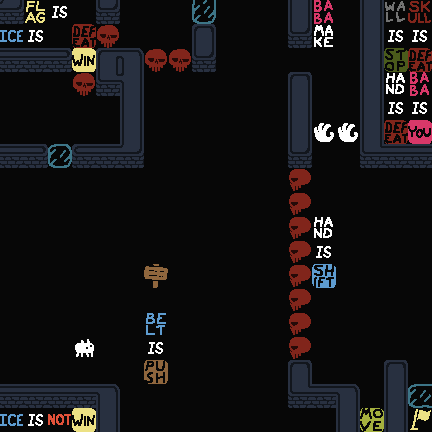 FLAG IS
ICE IS DEFEAT
WIN
BABA
MAKE
WALL SKULL
IS IS
STOP DEFEAT
HAND BABA
IS IS
DEFEAT YOU
HAND
IS
SHIFT
BELT
IS
PUSH
ICE IS NOT WIN
MOVE